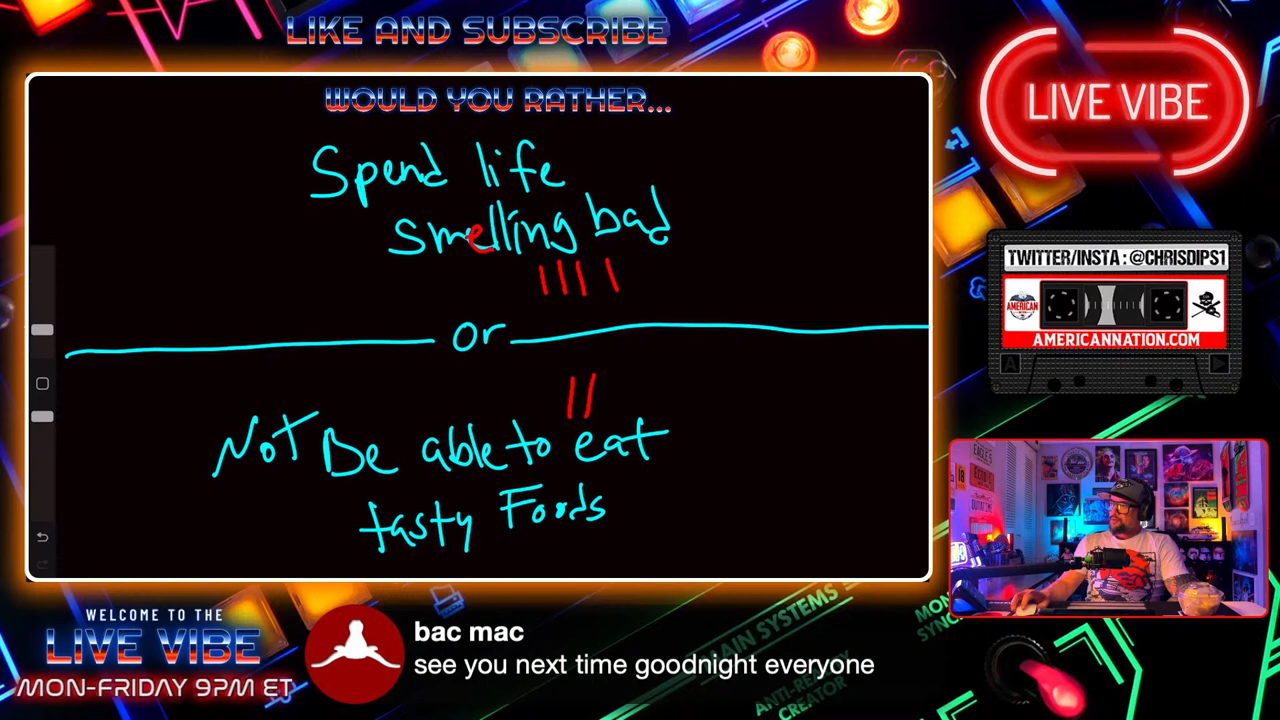 LIKE AND SUBSCRIBE
LIVE VIBE
WOULD YOU RATHER...
Spend life
smelling bad
or
Not Be able to eat
tasty Foods
TWITTER/INSTA : @CHRISDIPS1
AMERICAN
AMERICANNATION.COM
A
WELCOME TO THE
LIVE VIBE
MON-FRIDAY 9PM ET
bac mac
see you next time goodnight everyone